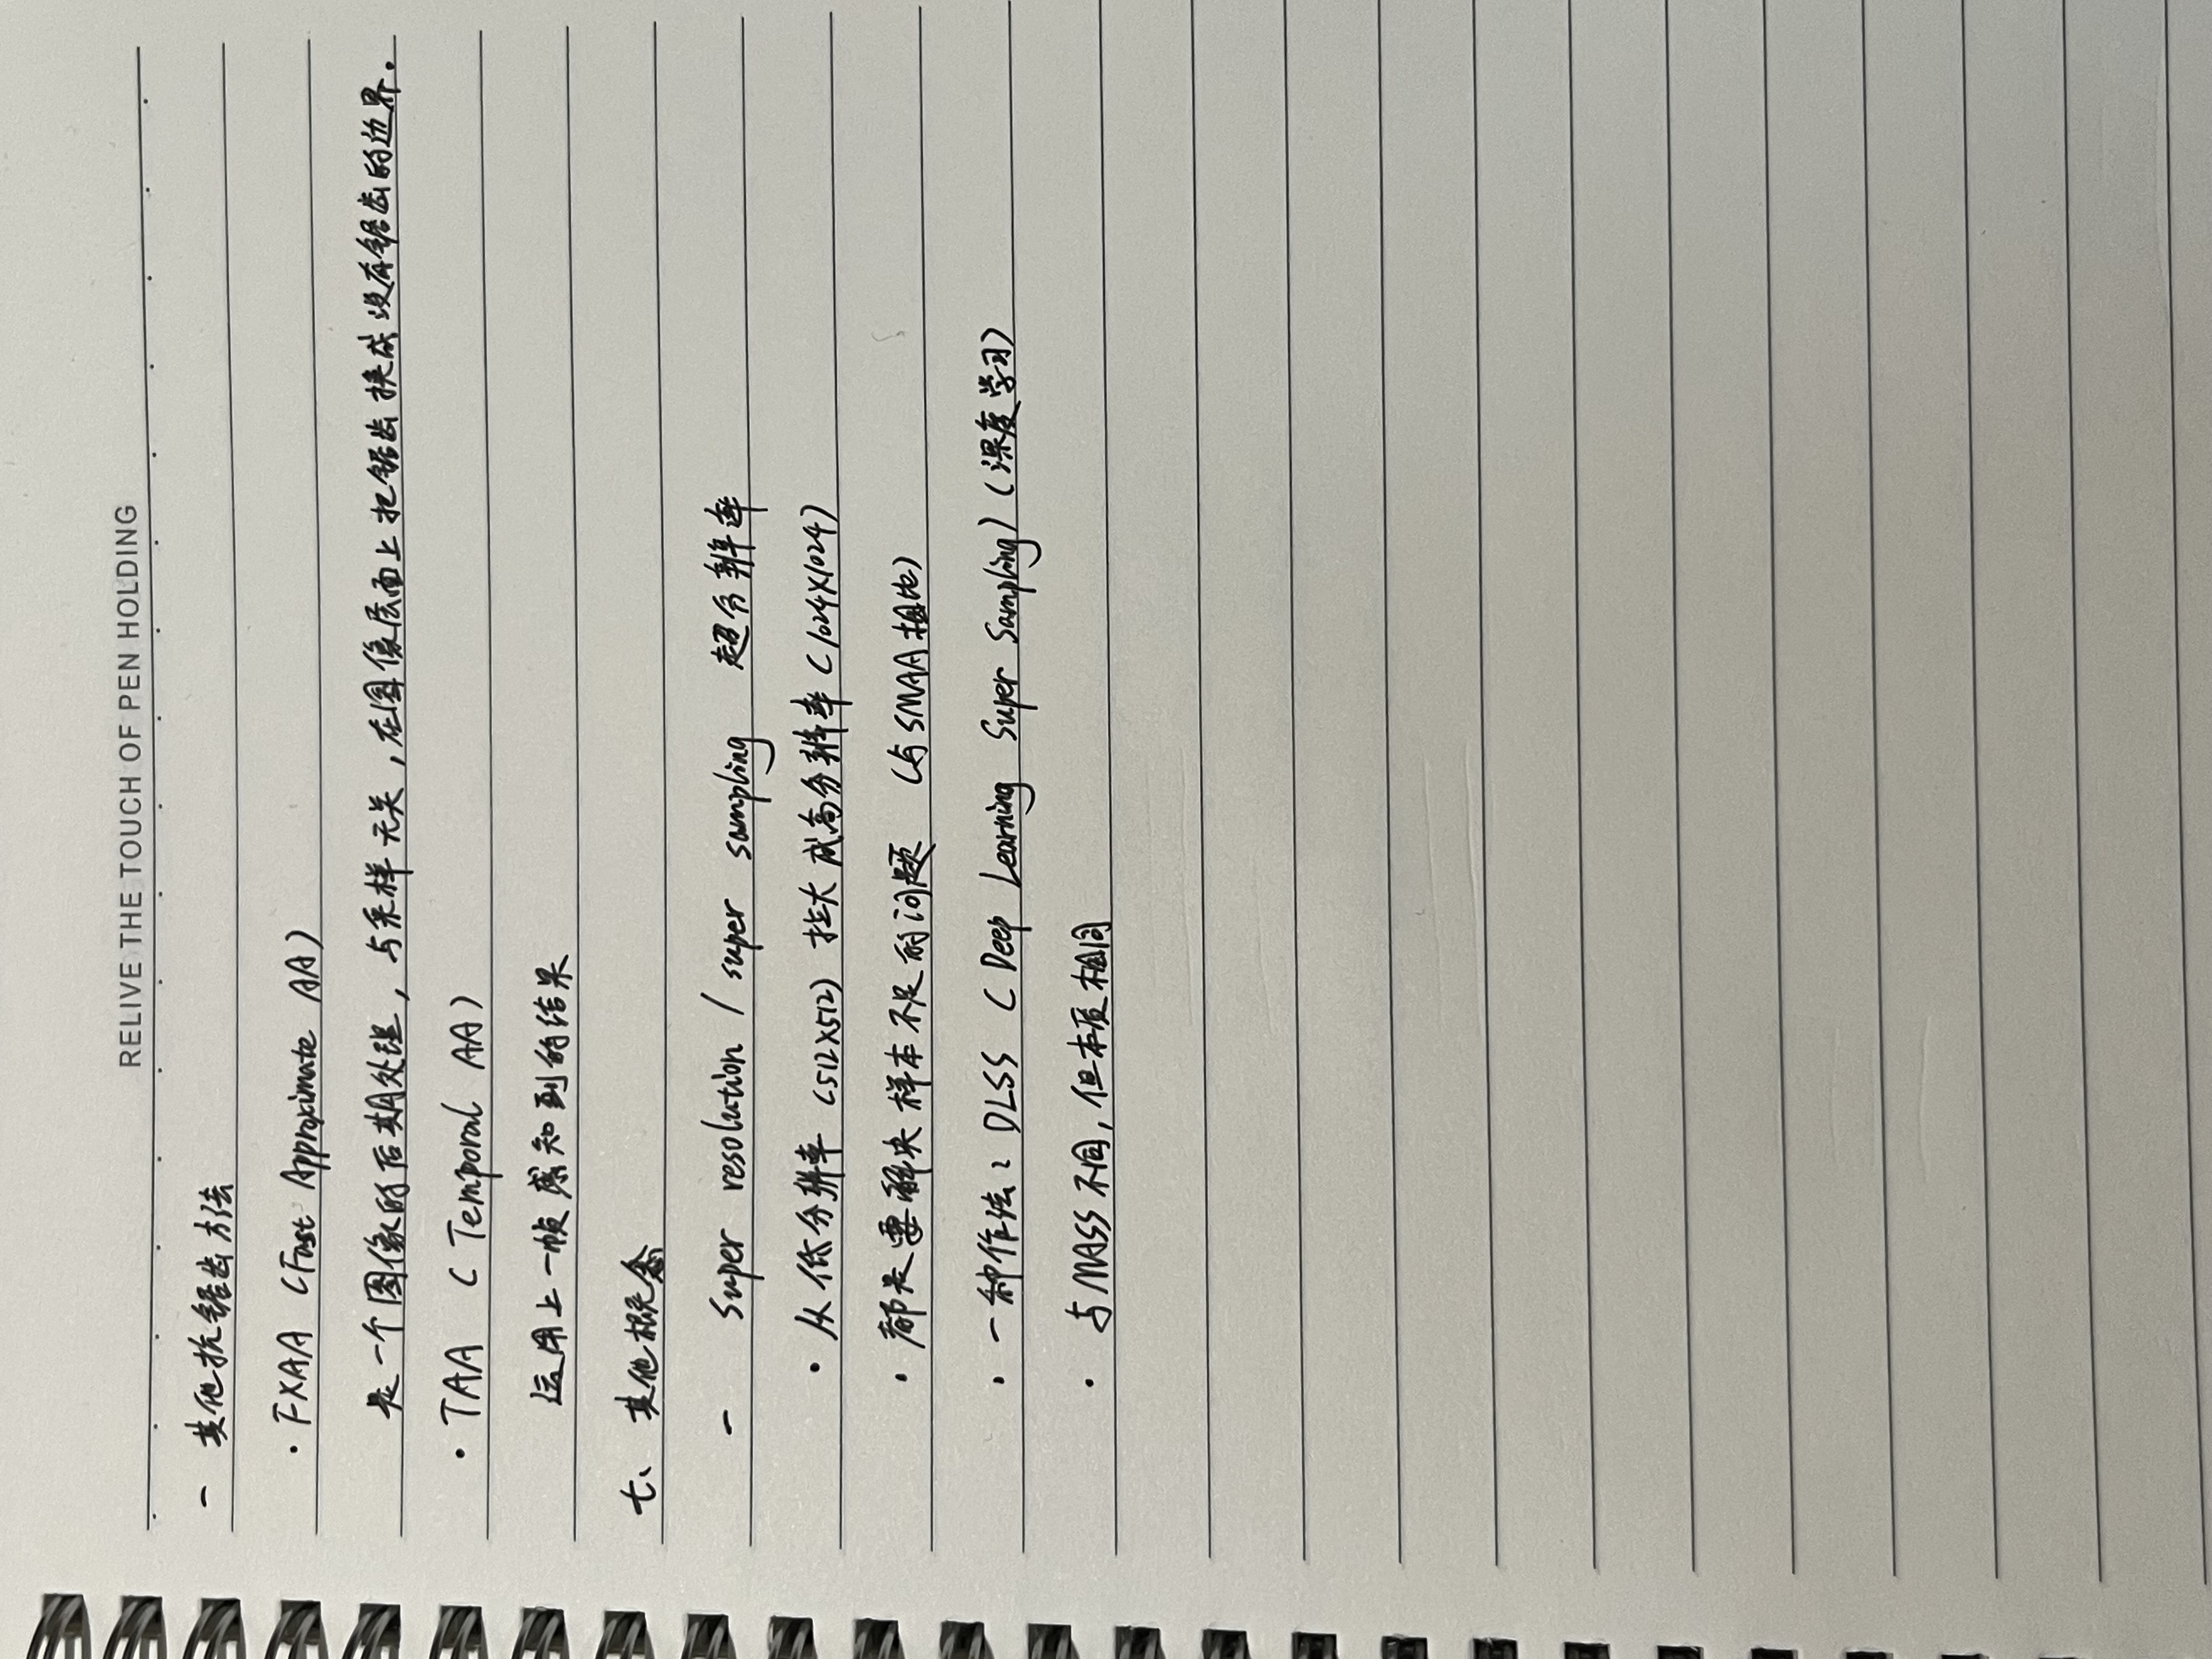 RELIVE THE TOUCH OF PEN HOLDING
- 其他抗锯齿方法
· FXAA (Fast Approximate AA)
是一个图像的后期处理，与采样无关，在图像层面上把锯齿换成没有锯齿的边界。
· TAA (Temporal AA)
运用上一帧感知到的结果
七、其他概念
- Super resolution / super sampling 超分辨率
· 从低分辨率 (512X512) 拉大成高分辨率 (1024X1024)
· 都是要解决样本不足的问题 (与SMAA相比)
· 一种作法: DLSS (Deep Learning Super Sampling) (深度学习)
· 与MASS不同, 但本质相同